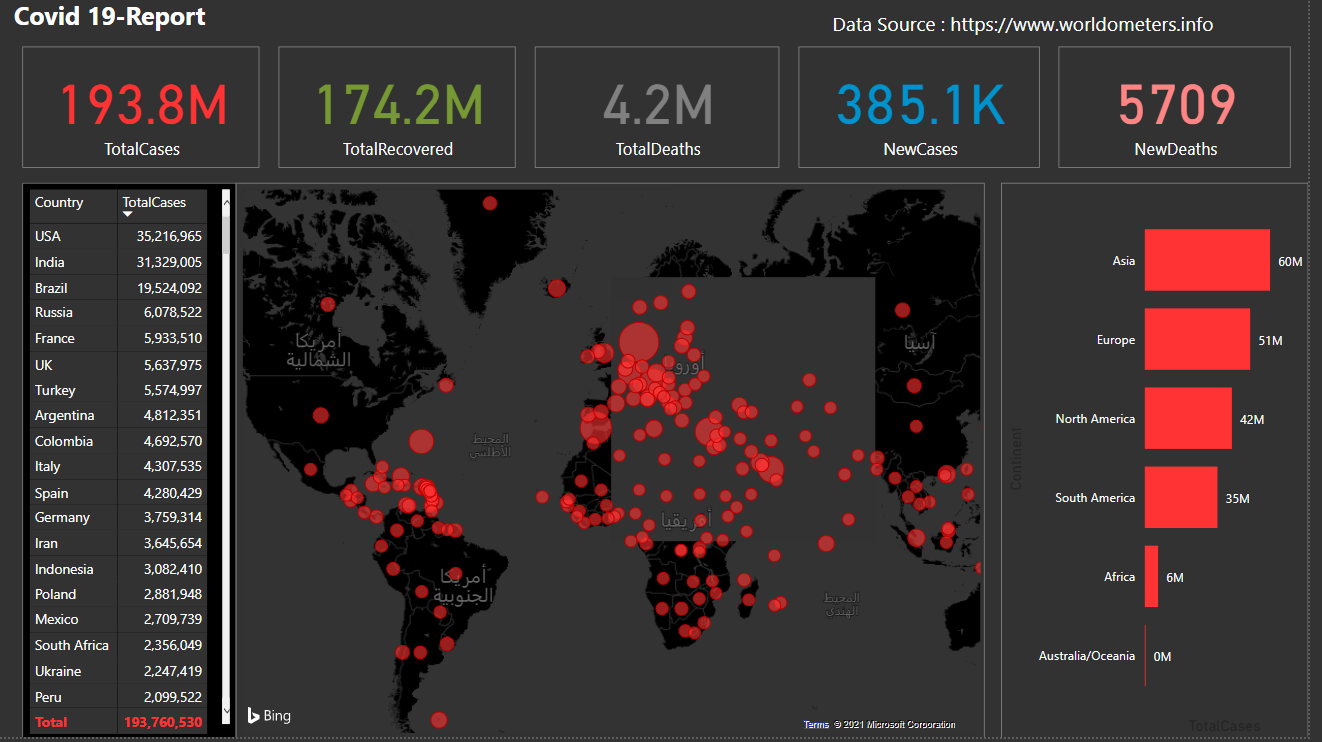 Covid 19-Report
Data Source : https://www.worldometers.info
193.8M
TotalCases
174.2M
TotalRecovered
4.2M
TotalDeaths
385.1K
NewCases
5709
NewDeaths
Country TotalCases
USA 35,216,965
India 31,329,005
Brazil 19,524,092
Russia 6,078,522
France 5,933,510
UK 5,637,975
Turkey 5,574,997
Argentina 4,812,351
Colombia 4,692,570
Italy 4,307,535
Spain 4,280,429
Germany 3,759,314
Iran 3,645,654
Indonesia 3,082,410
Poland 2,881,948
Mexico 2,709,739
South Africa 2,356,049
Ukraine 2,247,419
Peru 2,099,522
Total 193,760,530
أمريكا
الشمالية
آسيا
أوروبا
المحيط
الأطلسي
أفريقيا
أمريكا
الجنوبية
المحيط
الهندي
Bing
Terms © 2021 Microsoft Corporation
Continent
Asia 60M
Europe 51M
North America 42M
South America 35M
Africa 6M
Australia/Oceania 0M
TotalCases